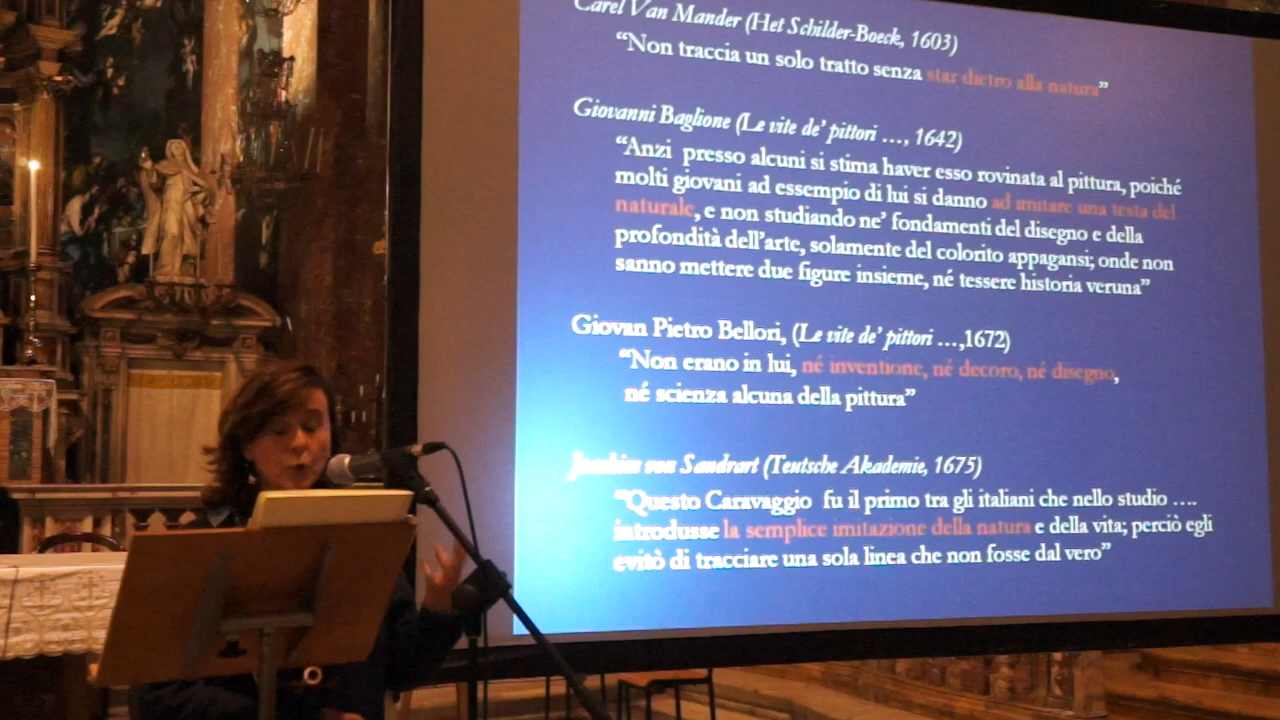 Carel Van Mander (Het Schilder-Boeck, 1603)
“Non traccia un solo tratto senza star dietro alla natura”
Giovanni Baglione (Le vite de’ pittori …, 1642)
“Anzi presso alcuni si stima haver esso rovinata al pittura, poiché
molti giovani ad essempio di lui si danno ad imitare una testa del
naturale, e non studiando ne’ fondamenti del disegno e della
profondità dell’arte, solamente del colorito appagansi; onde non
sanno mettere due figure insieme, né tessere historia veruna”
Giovan Pietro Bellori, (Le vite de’ pittori …,1672)
“Non erano in lui, né inventione, né decoro, né disegno,
né scienza alcuna della pittura”
Joachim von Sandrart (Teutsche Akademie, 1675)
“Questo Caravaggio fu il primo tra gli italiani che nello studio ….
introdusse la semplice imitazione della natura e della vita; perciò egli
evitò di tracciare una sola linea che non fosse dal vero”